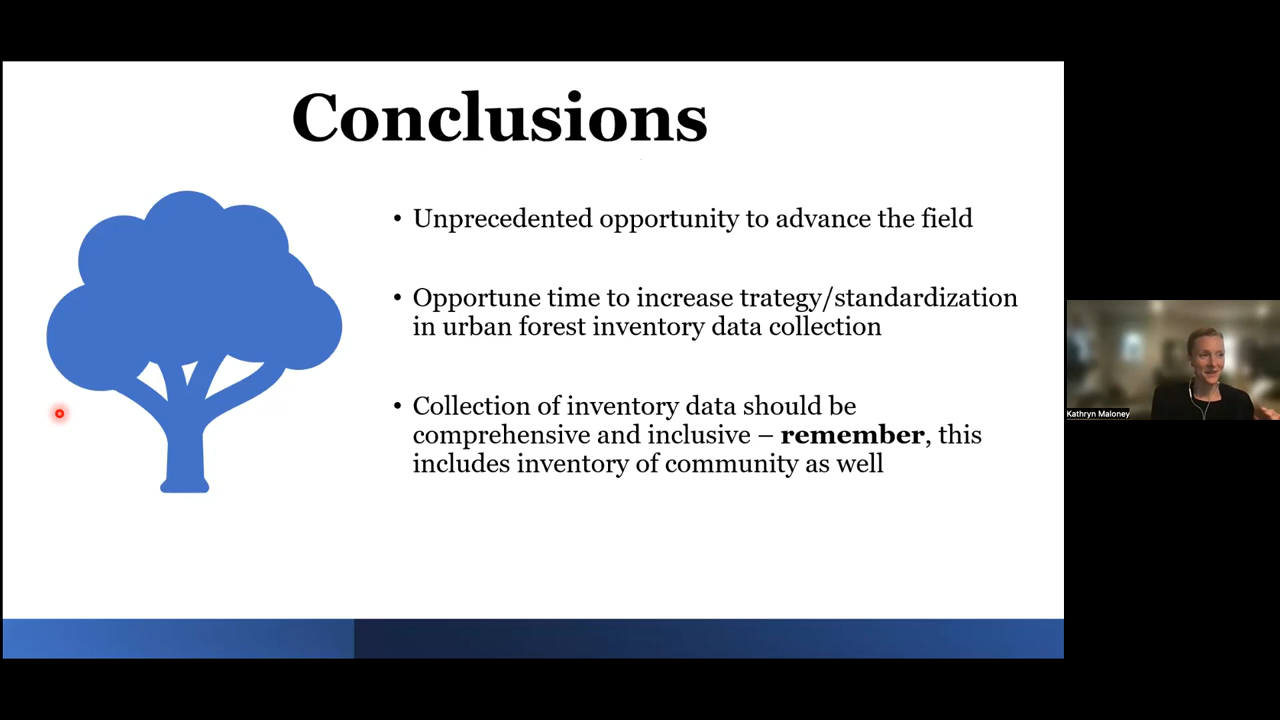 Conclusions
• Unprecedented opportunity to advance the field
• Opportune time to increase trategy/standardization
in urban forest inventory data collection
• Collection of inventory data should be
comprehensive and inclusive – remember, this
includes inventory of community as well
Kathryn Maloney